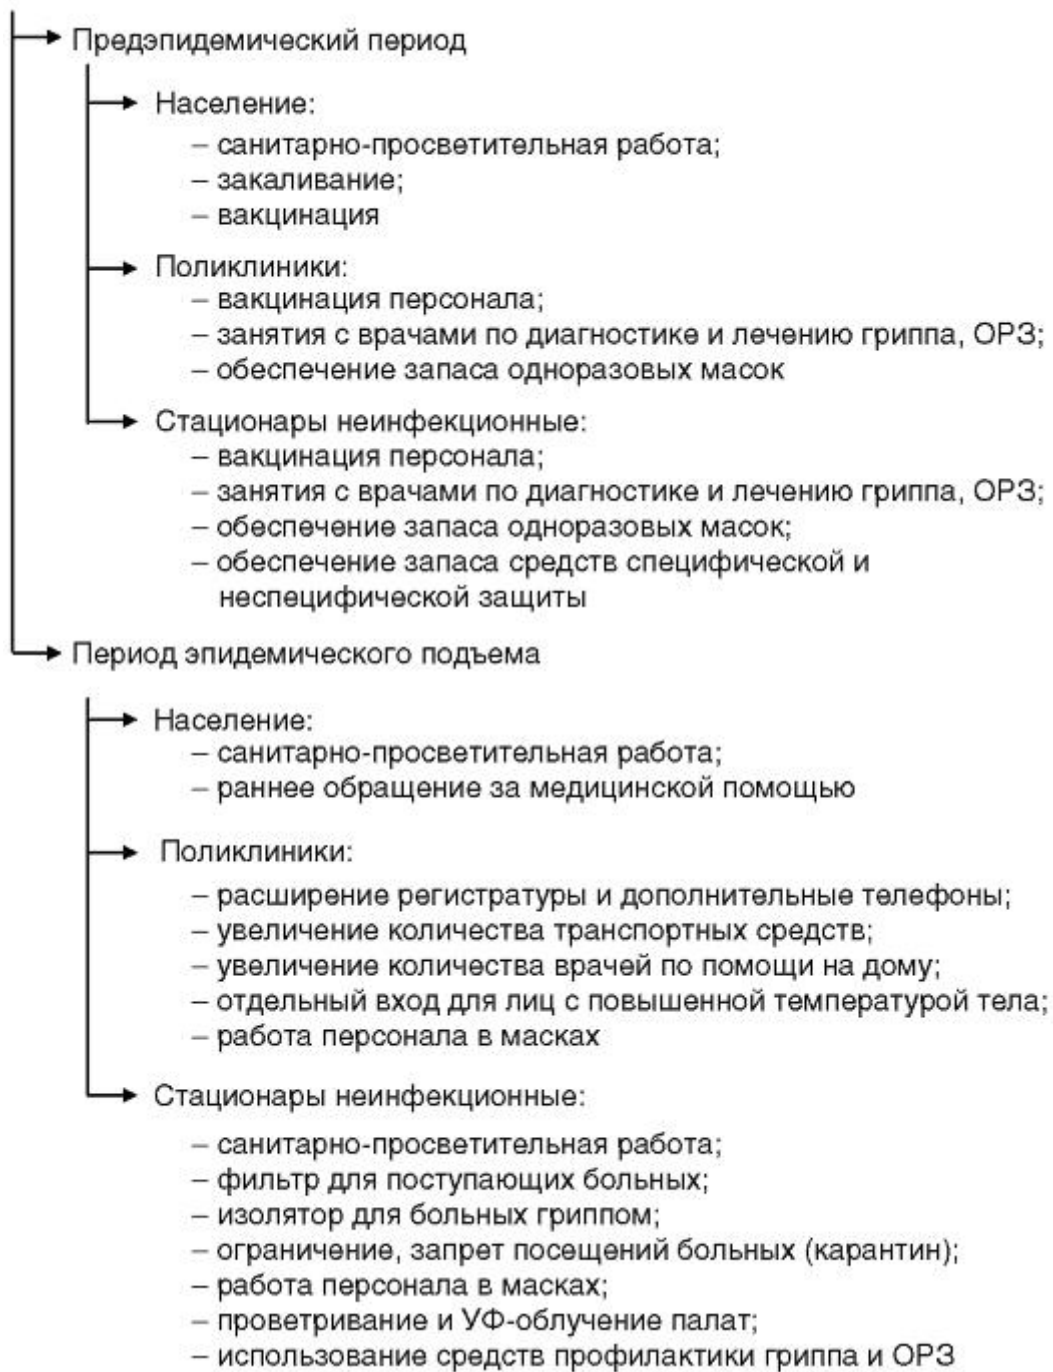 Предэпидемический период
Население:
– санитарно-просветительная работа;
– закаливание;
– вакцинация
Поликлиники:
– вакцинация персонала;
– занятия с врачами по диагностике и лечению гриппа, ОРЗ;
– обеспечение запаса одноразовых масок
Стационары неинфекционные:
– вакцинация персонала;
– занятия с врачами по диагностике и лечению гриппа, ОРЗ;
– обеспечение запаса одноразовых масок;
– обеспечение запаса средств специфической и
неспецифической защиты
Период эпидемического подъема
Население:
– санитарно-просветительная работа;
– раннее обращение за медицинской помощью
Поликлиники:
– расширение регистратуры и дополнительные телефоны;
– увеличение количества транспортных средств;
– увеличение количества врачей по помощи на дому;
– отдельный вход для лиц с повышенной температурой тела;
– работа персонала в масках
Стационары неинфекционные:
– санитарно-просветительная работа;
– фильтр для поступающих больных;
– изолятор для больных гриппом;
– ограничение, запрет посещений больных (карантин);
– работа персонала в масках;
– проветривание и УФ-облучение палат;
– использование средств профилактики гриппа и ОРЗ